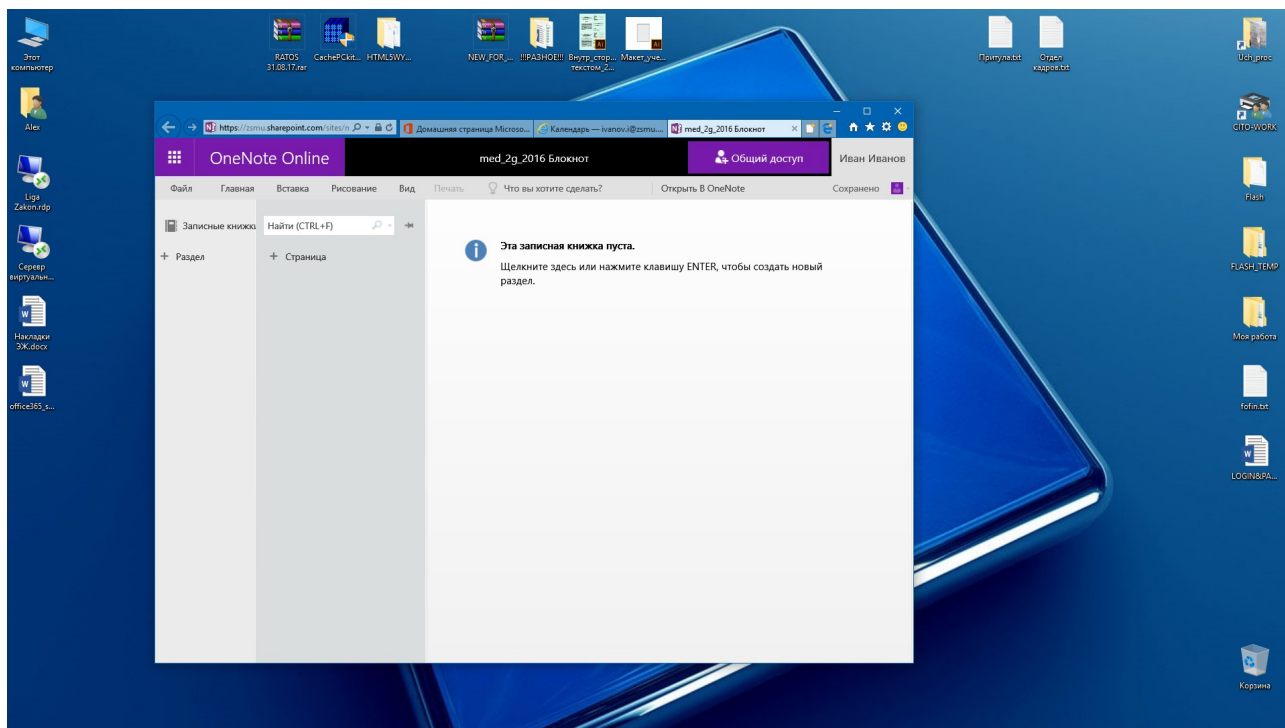 Этот
компьютер
RATOS
31.08.17.rar
CachePCkit...
HTML5WY...
NEW_FOR_...
!!!РАЗНОЕ!!!
Внутр_стор...
текстом_2...
Макет_уче...
Притула.txt
Отдел
кадров.txt
Uch_proc
Alex
Liga
Zakon.rdp
Сервер
виртуальн...
Накладки
ЭЖ.docx
office365_s...
https://zsmu.sharepoint.com/sites/n
Домашняя страница Microso...
Календарь — ivanov.i@zsmu....
med_2g_2016 Блокнот
OneNote Online
med_2g_2016 Блокнот
Общий доступ
Иван Иванов
Файл Главная Вставка Рисование Вид Печать Что вы хотите сделать? Открыть В OneNote Сохранено
Записные книжки
Найти (CTRL+F)
+ Раздел
+ Страница
Эта записная книжка пуста.
Щелкните здесь или нажмите клавишу ENTER, чтобы создать новый
раздел.
CITO-WORK
Flash
FLASH_TEMP
Моя работа
fofin.txt
LOGIN&PA...
Корзина